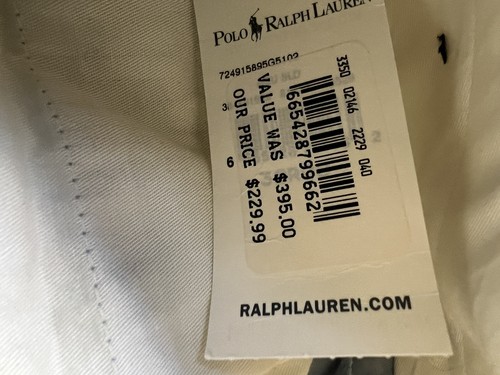 POLO RALPH LAUREN
724915895G5102
3350 02146 2229 040
665428799662
VALUE WAS $395.00
OUR PRICE $229.99
6
RALPHLAUREN.COM